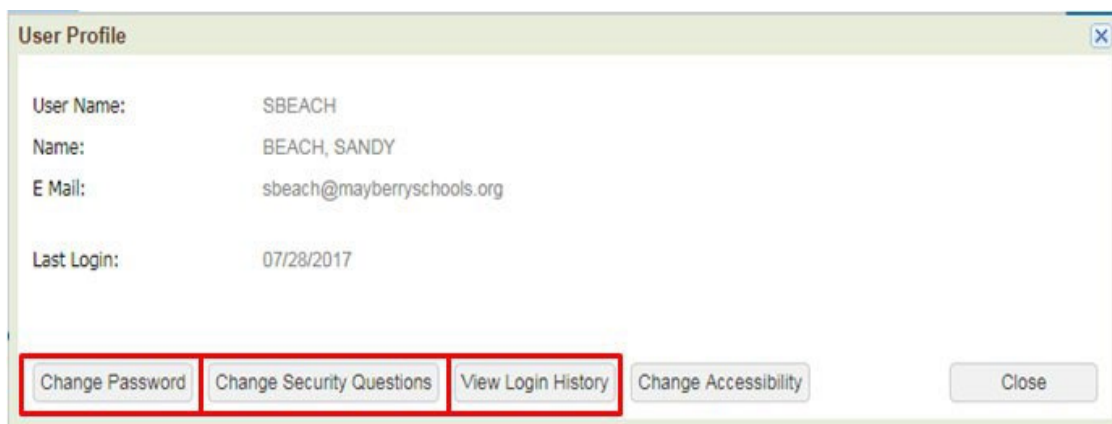 User Profile
User Name: SBEACH
Name: BEACH, SANDY
E Mail: sbeach@mayberryschools.org
Last Login: 07/28/2017
Change Password Change Security Questions View Login History Change Accessibility Close